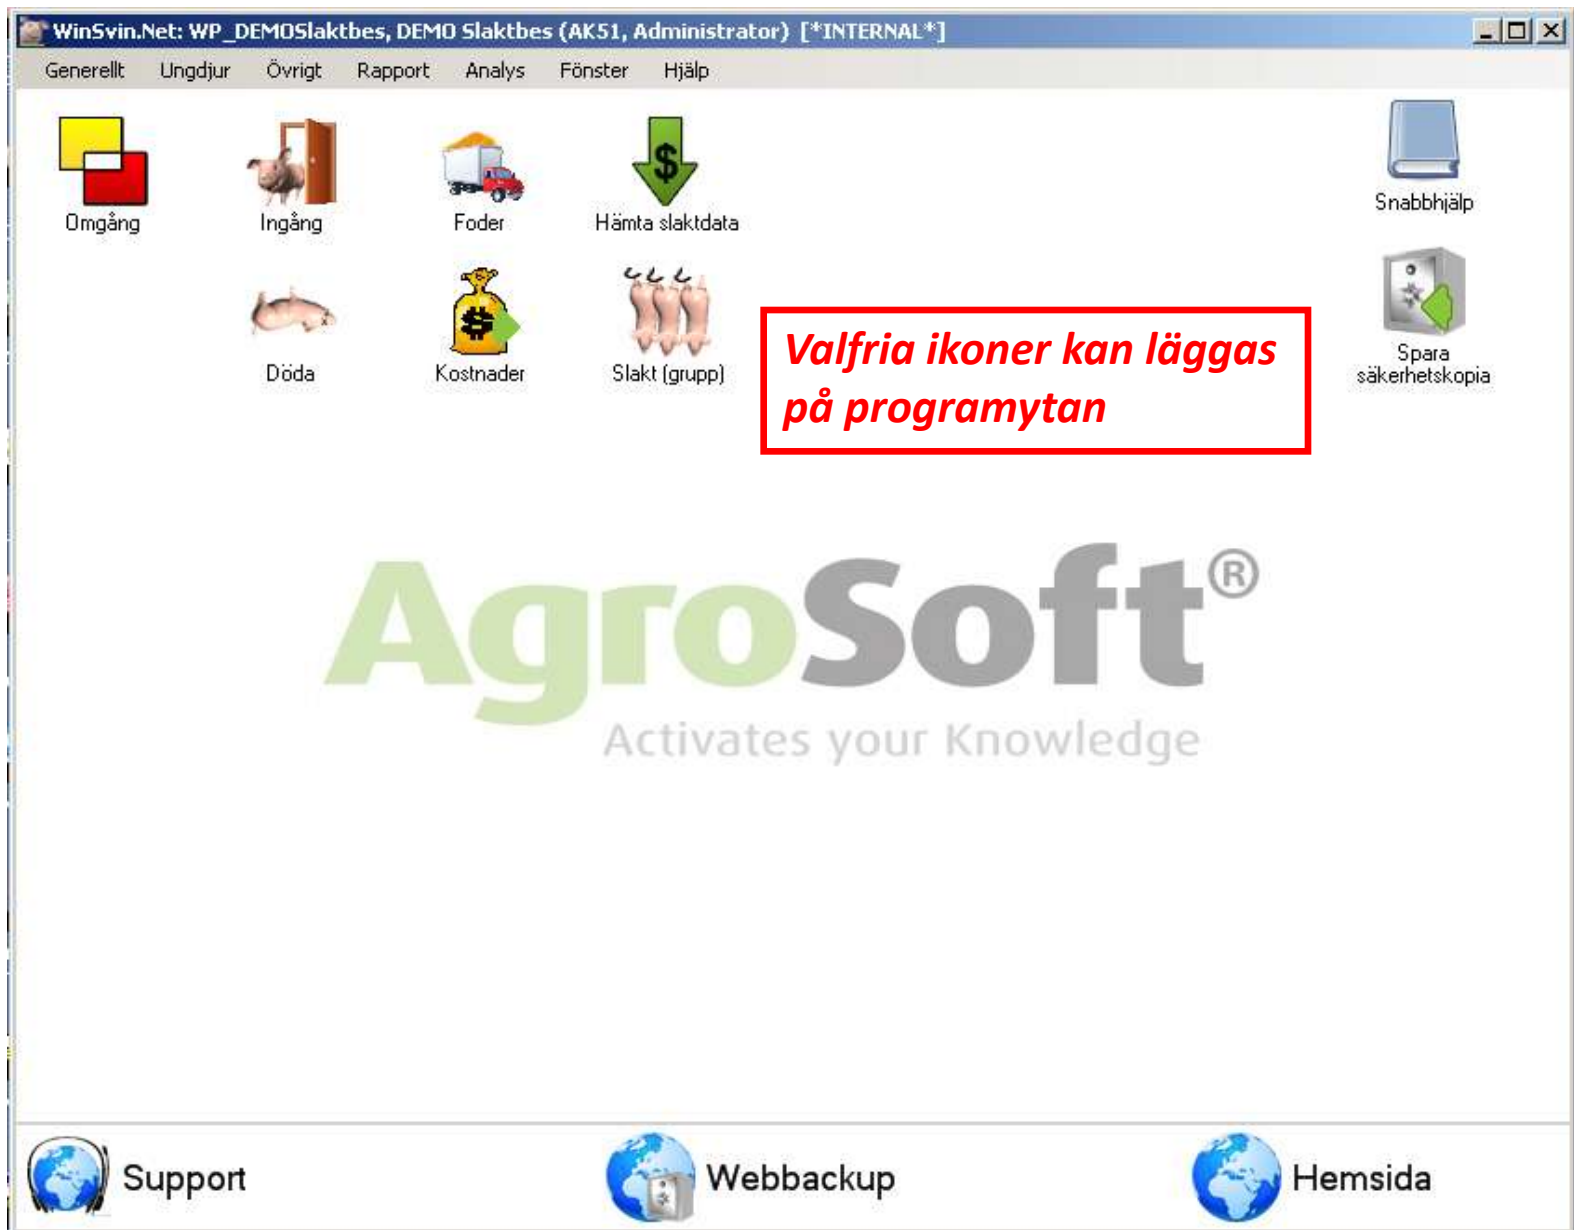 WinSvin.Net: WP_DEMOSlaktbes, DEMO Slaktbes (AK51, Administrator) [*INTERNAL*]
Generellt Ungdjur Övrigt Rapport Analys Fönster Hjälp
Omgång
Ingång
Foder
Hämta slaktdata
Snabbhjälp
Döda
Kostnader
Slakt (grupp)
Spara
säkerhetskopia
Valfria ikoner kan läggas
på programytan
AgroSoft®
Activates your Knowledge
Support
Webbackup
Hemsida